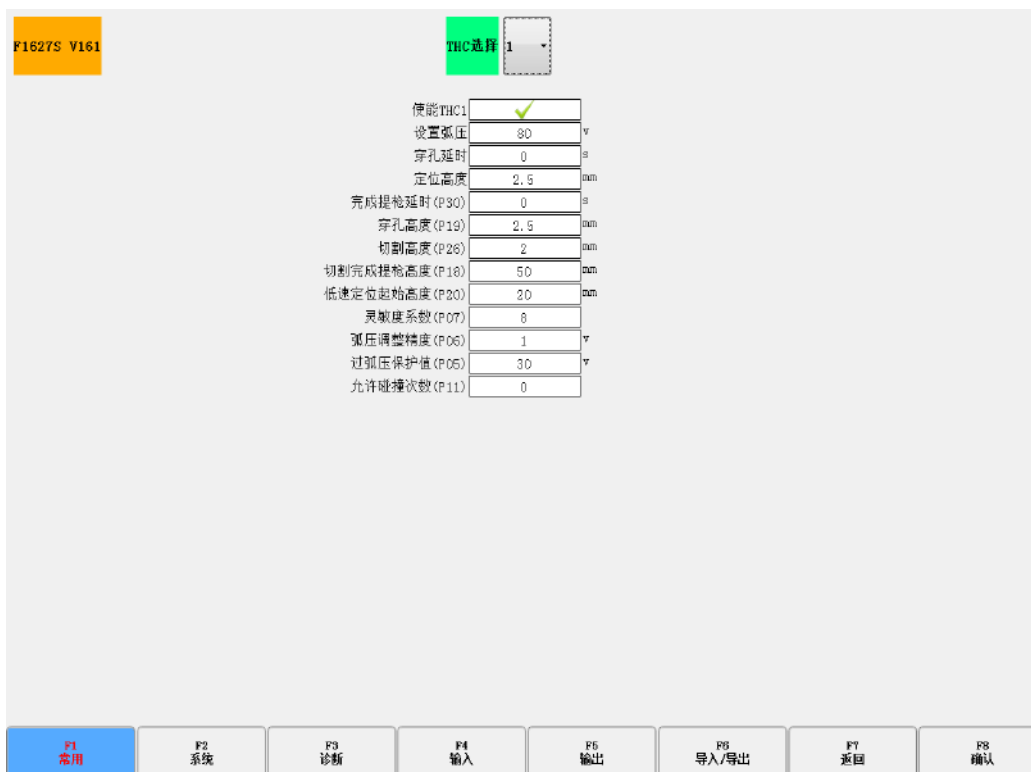 F1627S V161
THC选择 1
使能THC1
设置弧压 80 v
穿孔延时 0 s
定位高度 2.5 mm
完成提枪延时(P30) 0 s
穿孔高度(P19) 2.5 mm
切割高度(P26) 2 mm
切割完成提枪高度(P18) 50 mm
低速定位起始高度(P20) 20 mm
灵敏度系数(P07) 8
弧压调整精度(P06) 1 v
过弧压保护值(P05) 30 v
允许碰撞次数(P11) 0
F1 F2 F3 F4 F5 F6 F7 F8
常用 系统 诊断 输入 输出 导入/导出 返回 确认